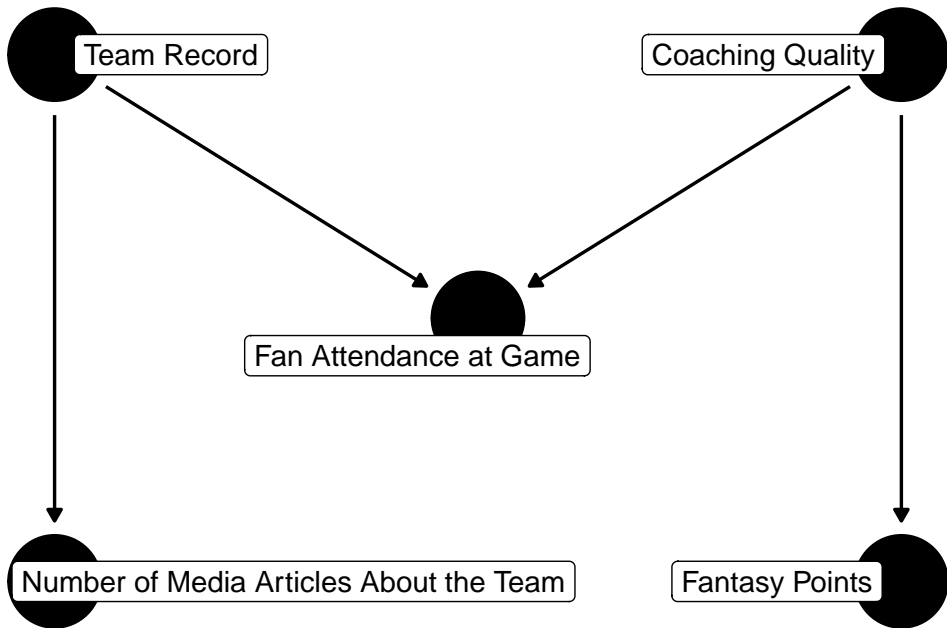 Team Record
Coaching Quality
Fan Attendance at Game
Number of Media Articles About the Team
Fantasy Points